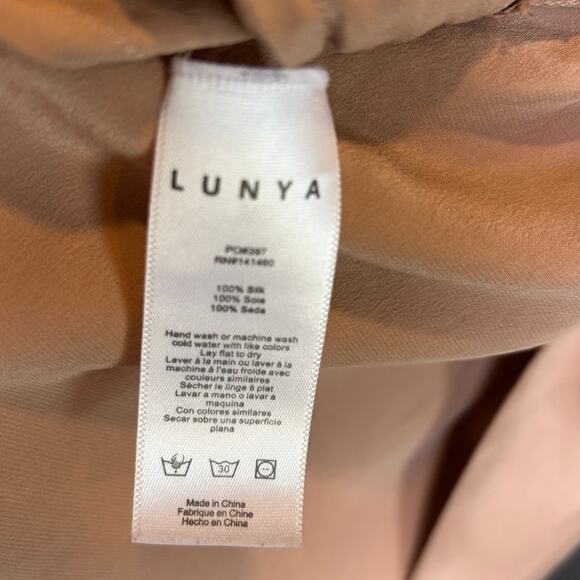 LUNYA
PO#397
RN#141460
100% Silk
100% Soie
100% Seda
Hand wash or machine wash
cold water with like colors
Lay flat to dry
Laver à la main ou laver à la
machine à l'eau froide avec
couleurs similaires
Sécher le linge à plat
Lavar a mano o lavar a
maquina
Con colores similares
Secar sobre una superficie
plana
30
Made in China
Fabrique en Chine
Hecho en China